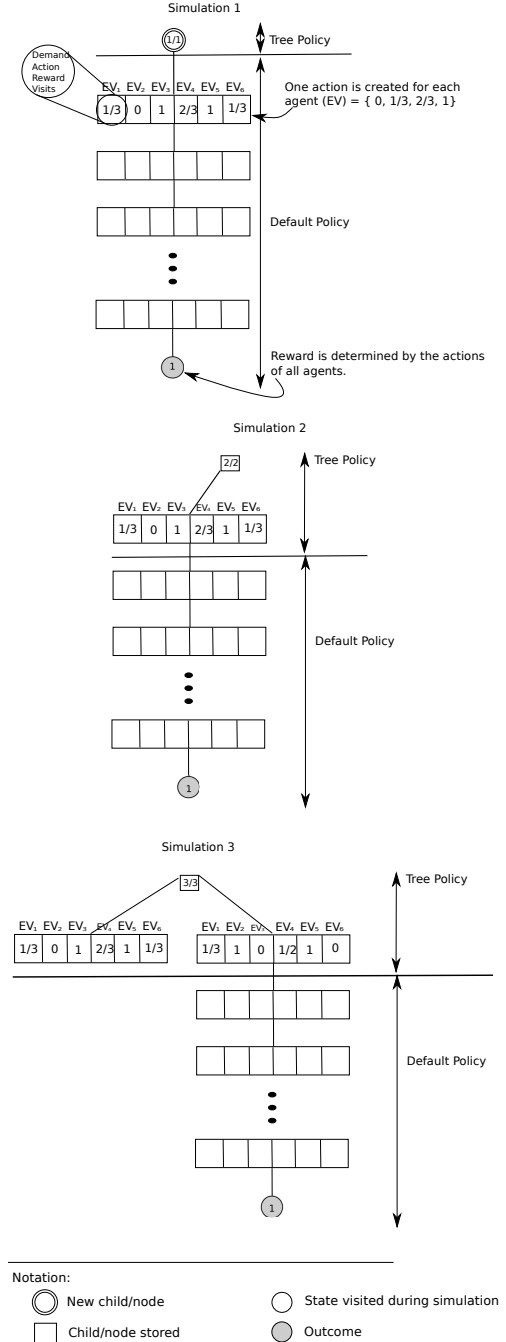 Simulation 1
1/1
Tree Policy
Demand
Action
Reward
Visits
EV₁ EV₂ EV₃ EV₄ EV₅ EV₆
1/3 0 1 2/3 1 1/3
One action is created for each
agent (EV) = { 0, 1/3, 2/3, 1}
Default Policy
Reward is determined by the actions
of all agents.
1
Simulation 2
2/2
Tree Policy
EV₁ EV₂ EV₃ EV₄ EV₅ EV₆
1/3 0 1 2/3 1 1/3
Default Policy
1
Simulation 3
3/3
Tree Policy
EV₁ EV₂ EV₃ EV₄ EV₅ EV₆
1/3 0 1 2/3 1 1/3
EV₁ EV₂ EV₃ EV₄ EV₅ EV₆
1/3 1 0 1/2 1 0
Default Policy
1
Notation:
New child/node
State visited during simulation
Child/node stored
Outcome